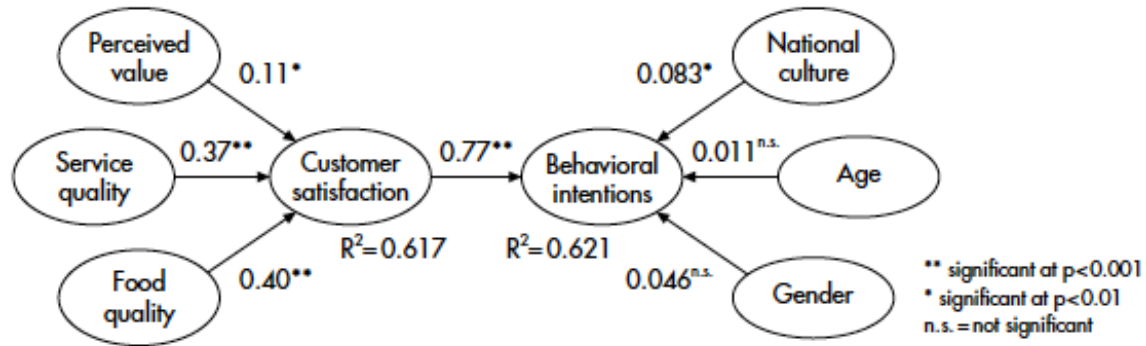 Perceived
value
0.11*
National
culture
0.083*
Service
quality
0.37**
Customer
satisfaction
0.77**
Behavioral
intentions
0.011n.s.
Age
R2=0.617
R2=0.621
Food
quality
0.40**
0.046n.s.
Gender
** significant at p<0.001
* significant at p<0.01
n.s.=not significant